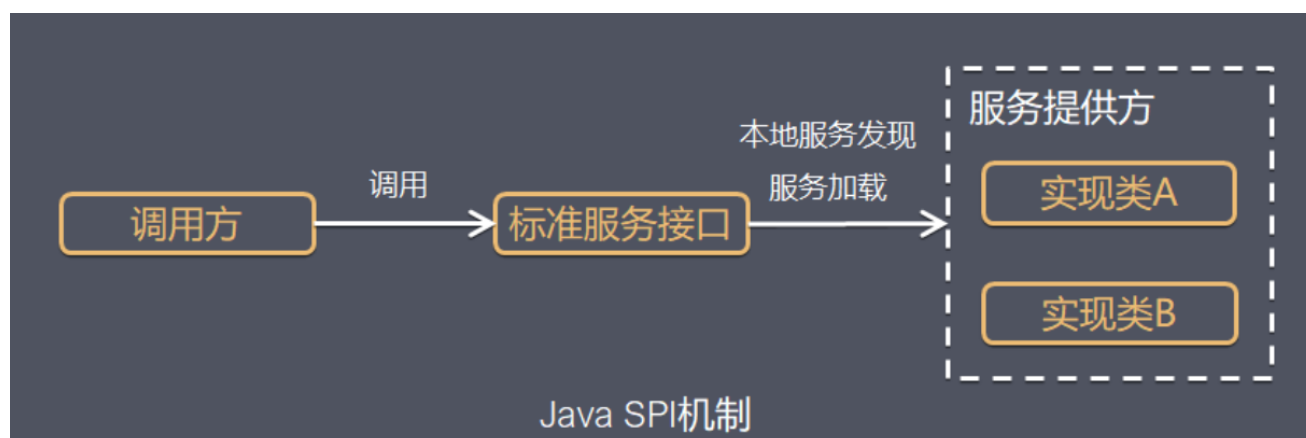 调用方
调用
标准服务接口
本地服务发现
服务加载
服务提供方
实现类A
实现类B
Java SPI机制